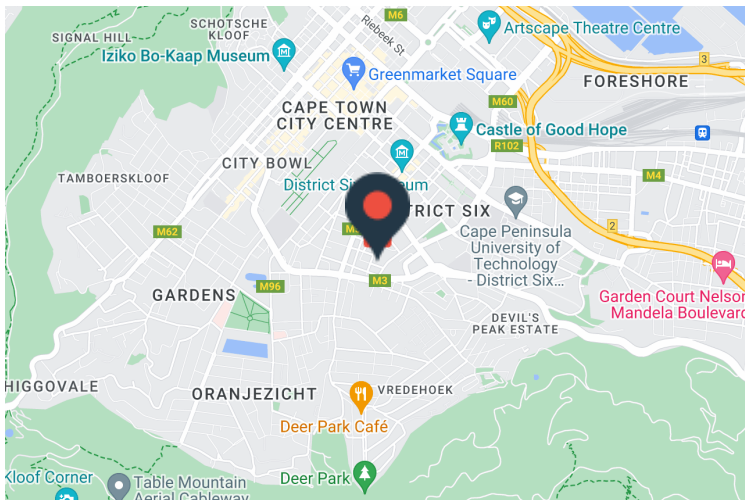 M6
SCHOTSCHE
KLOOF
Riebeek St
Artscape Theatre Centre
SIGNAL HILL
Iziko Bo-Kaap Museum
3
Greenmarket Square
FORESHORE
CAPE TOWN
CITY CENTRE
M60
Castle of Good Hope
R102
CITY BOWL
TAMBOERSKLOOF
M4
District Six
um
TRICT SIX
M62
2
Cape Peninsula
University of
Technology
- District Six...
M3
M96
GARDENS
Garden Court Nelson
Mandela Boulevard
DEVIL'S
PEAK ESTATE
HIGGOVALE
ORANJEZICHT
VREDEHOEK
Deer Park Café
Kloof Corner
Deer Park
Table Mountain
Aerial Cableway